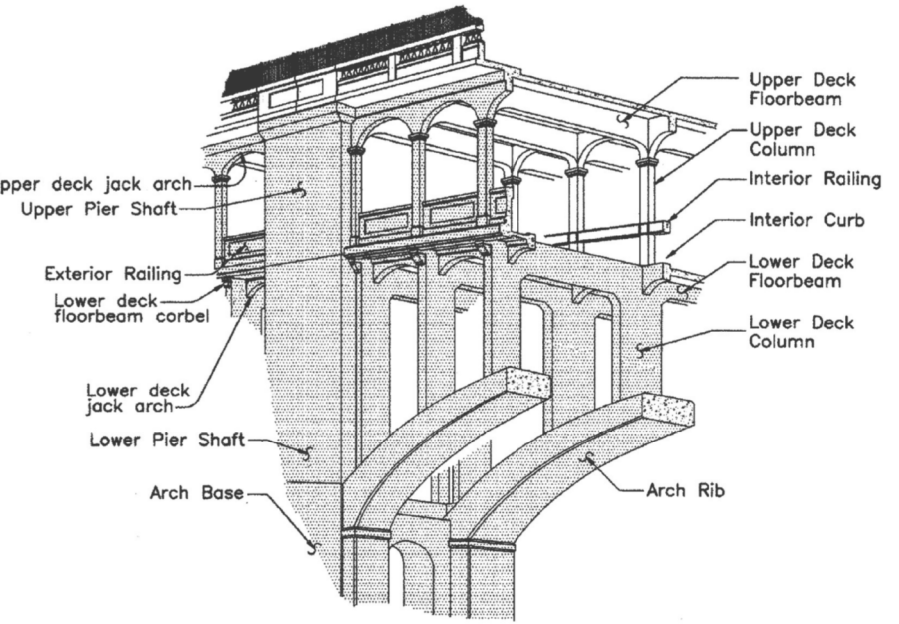 pper deck jack arch
Upper Pier Shaft
Exterior Railing
Lower deck
floorbeam corbel
Lower deck
jack arch
Lower Pier Shaft
Arch Base
Upper Deck
Floorbeam
Upper Deck
Column
Interior Railing
Interior Curb
Lower Deck
Floorbeam
Lower Deck
Column
Arch Rib